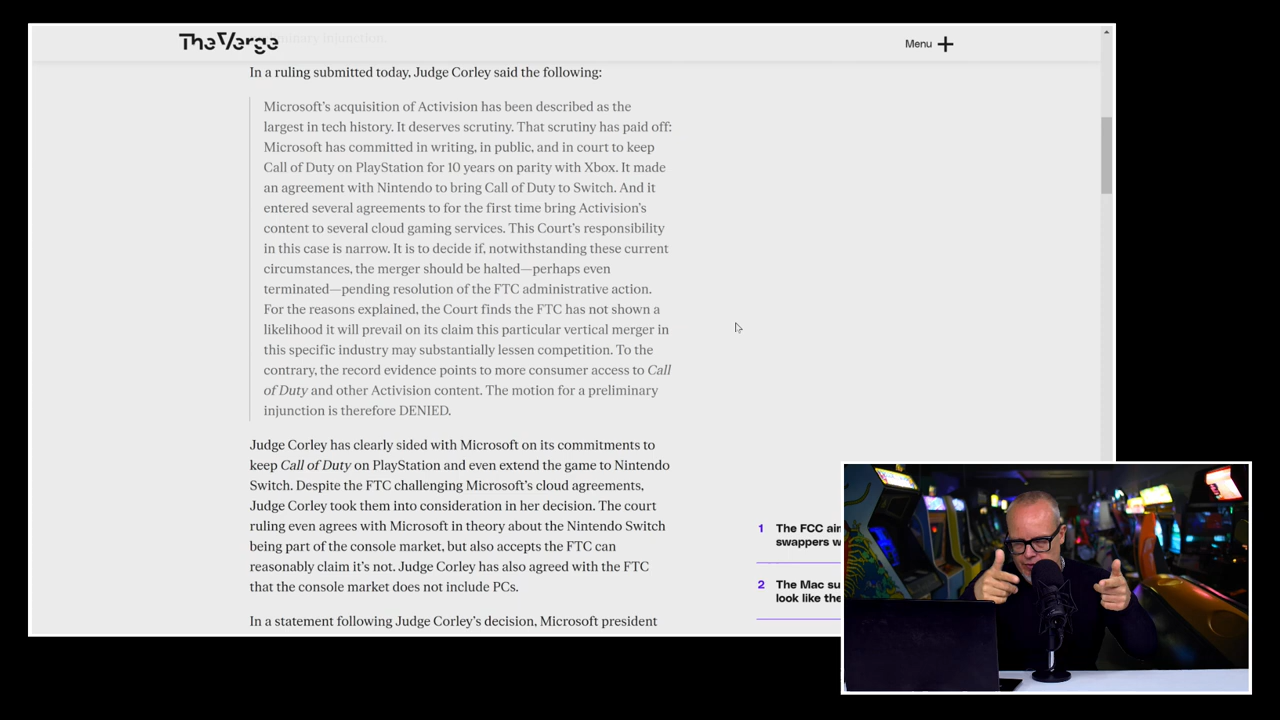 The Verge
Menu
In a ruling submitted today, Judge Corley said the following:
Microsoft's acquisition of Activision has been described as the
largest in tech history. It deserves scrutiny. That scrutiny has paid off:
Microsoft has committed in writing, in public, and in court to keep
Call of Duty on PlayStation for 10 years on parity with Xbox. It made
an agreement with Nintendo to bring Call of Duty to Switch. And it
entered several agreements to for the first time bring Activision's
content to several cloud gaming services. This Court's responsibility
in this case is narrow. It is to decide if, notwithstanding these current
circumstances, the merger should be halted—perhaps even
terminated—pending resolution of the FTC administrative action.
For the reasons explained, the Court finds the FTC has not shown a
likelihood it will prevail on its claim this particular vertical merger in
this specific industry may substantially lessen competition. To the
contrary, the record evidence points to more consumer access to Call
of Duty and other Activision content. The motion for a preliminary
injunction is therefore DENIED.
Judge Corley has clearly sided with Microsoft on its commitments to
keep Call of Duty on PlayStation and even extend the game to Nintendo
Switch. Despite the FTC challenging Microsoft's cloud agreements,
Judge Corley took them into consideration in her decision. The court
ruling even agrees with Microsoft in theory about the Nintendo Switch
being part of the console market, but also accepts the FTC can
reasonably claim it's not. Judge Corley has also agreed with the FTC
that the console market does not include PCs.
In a statement following Judge Corley's decision, Microsoft president
1 The FCC
swappers
2 The Mac
look like